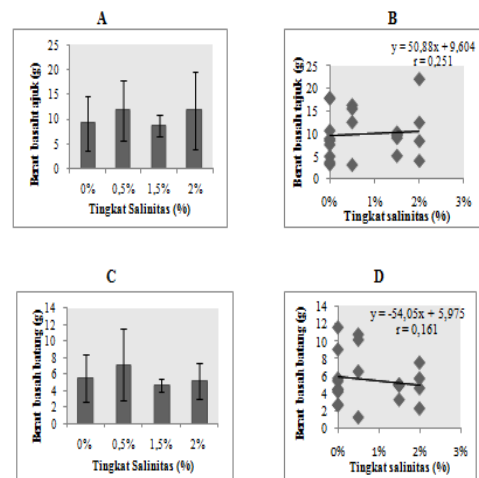 A
Berat basaht ajuk (g)
25
20
15
10
5
0
0% 0,5% 1,5% 2%
Tingkat Salinitas (%)
B
y = 50,88x + 9,604
r = 0,251
Berat basah tajuk (g)
25
20
15
10
5
0
0% 1% 2% 3%
Tingkat salinitas (%)
C
Berat basah batang (g)
14
12
10
8
6
4
2
0
0% 0,5% 1,5% 2%
Tingkat Salinitas (%)
D
y = -54,05x + 5,975
r = 0,161
Berat basah batang (g)
14
12
10
8
6
4
2
0
0% 1% 2% 3%
Tingkat salinitas (%)